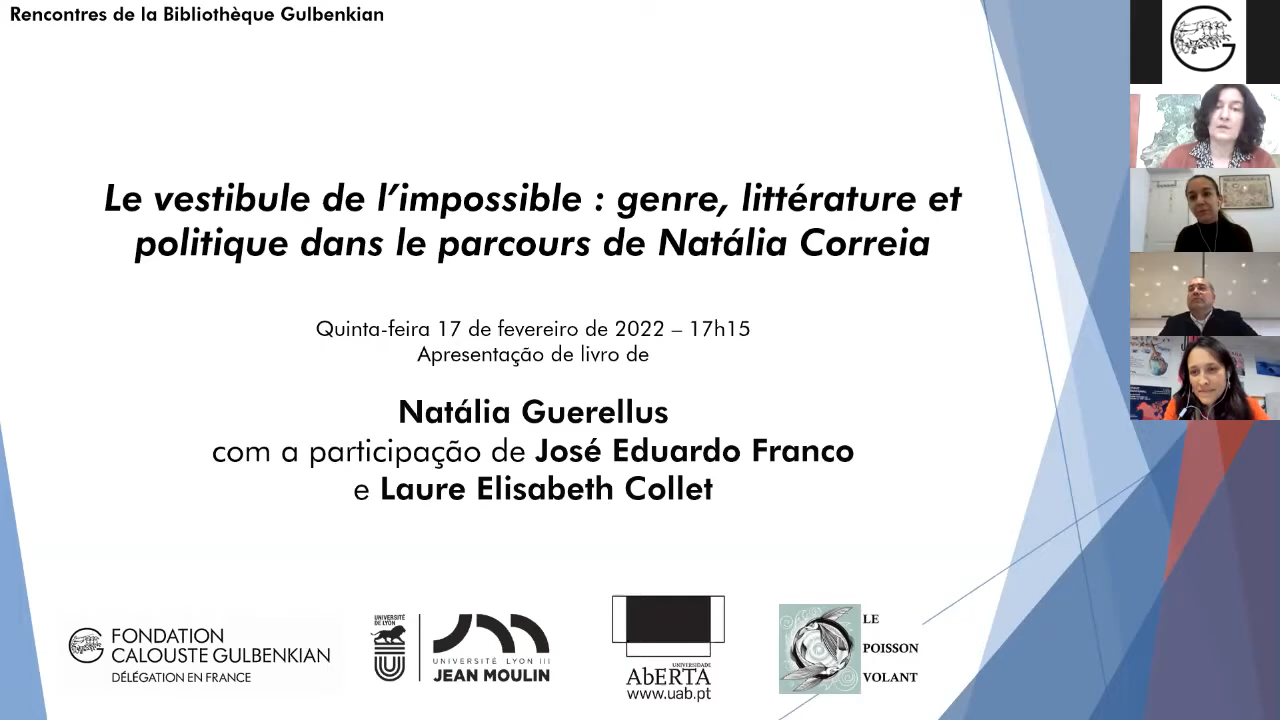 Rencontres de la Bibliothèque Gulbenkian
Le vestibule de l’impossible : genre, littérature et
politique dans le parcours de Natália Correia
Quinta-feira 17 de fevereiro de 2022 – 17h15
Apresentação de livro de
Natália Guerellus
com a participação de José Eduardo Franco
e Laure Elisabeth Collet
FONDATION
CALOUSTE GULBENKIAN
DÉLÉGATION EN FRANCE
UNIVERSITÉ
DE LYON
UNIVERSITÉ LYON III
JEAN MOULIN
UNIVERSIDADE
AbERTA
www.uab.pt
LE
POISSON
VOLANT